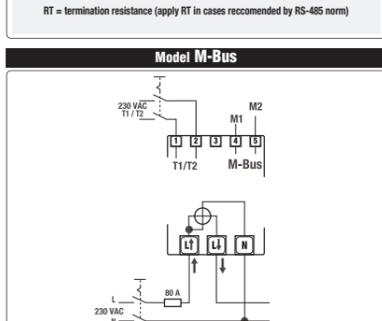 RT = termination resistance (apply RT in cases reccomended by RS-485 norm)
Model M-Bus
230 VAC
T1 / T2
M2
M1
1 2 3 4 5
T1/T2
M-Bus
L↑ L↓ N
80 A
L
230 VAC
N